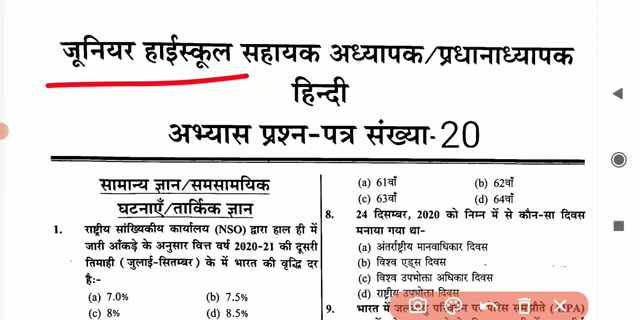 जूनियर हाईस्कूल सहायक अध्यापक/प्रधानाध्यापक
हिन्दी
अभ्यास प्रश्न-पत्र संख्या-20
सामान्य ज्ञान/समसामयिक
घटनाएँ/तार्किक ज्ञान
1. राष्ट्रीय सांख्यिकीय कार्यालय (NSO) द्वारा हाल ही में
जारी आँकड़े के अनुसार वित्त वर्ष 2020-21 की दूसरी
तिमाही (जुलाई-सितम्बर) के में भारत की वृद्धि दर
है:-
(a) 7.0% (b) 7.5%
(c) 8% (d) 8.5%
(a) 61वाँ (b) 62वाँ
(c) 63वाँ (d) 64वाँ
8. 24 दिसम्बर, 2020 को निम्न में से कौन-सा दिवस
मनाया गया था-
(a) अंतर्राष्ट्रीय मानवाधिकार दिवस
(b) विश्व एड्स दिवस
(c) विश्व उपभोक्ता अधिकार दिवस
(d) राष्ट्रीय उपभोक्ता दिवस
9. भारत में पर पेरिस समझौते